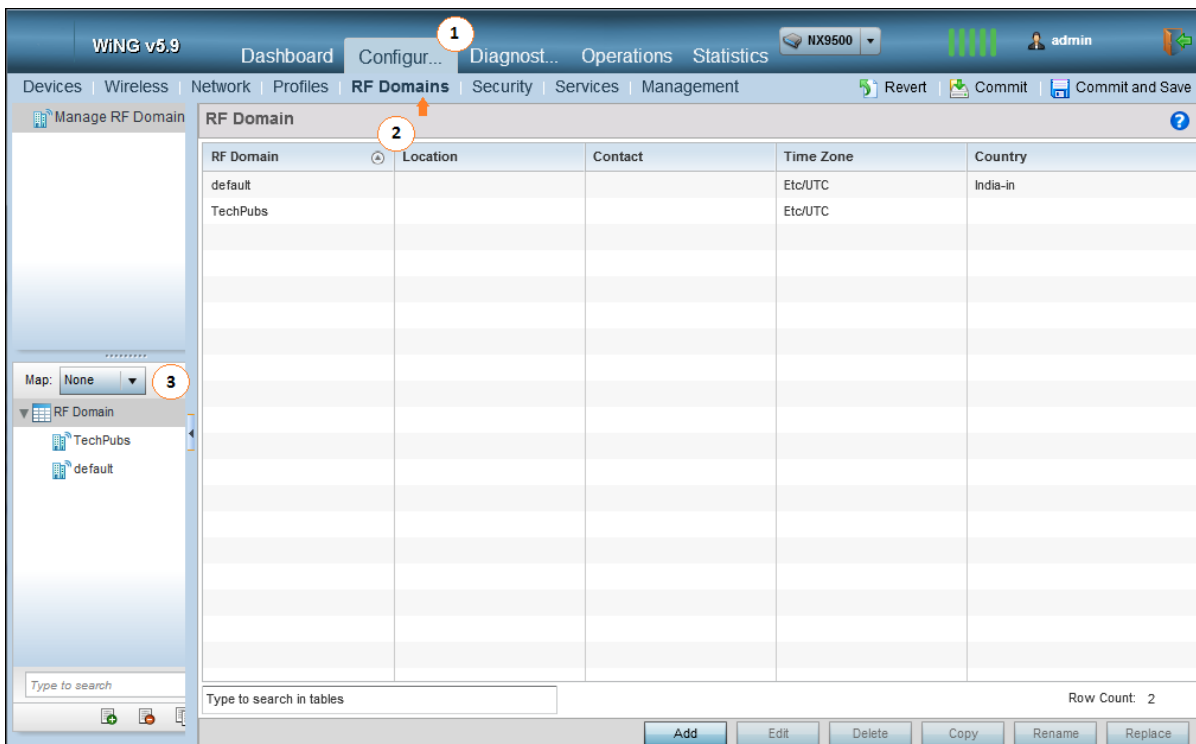 1
WiNG v5.9 Dashboard Configur... Diagnost... Operations Statistics NX9500 admin
Devices Wireless Network Profiles RF Domains Security Services Management Revert Commit Commit and Save
Manage RF Domain RF Domain ?
2
RF Domain Location Contact Time Zone Country
default Etc/UTC India-in
TechPubs Etc/UTC
Map: None 3
RF Domain
TechPubs
default
Type to search
Type to search in tables Row Count: 2
Add Edit Delete Copy Rename Replace